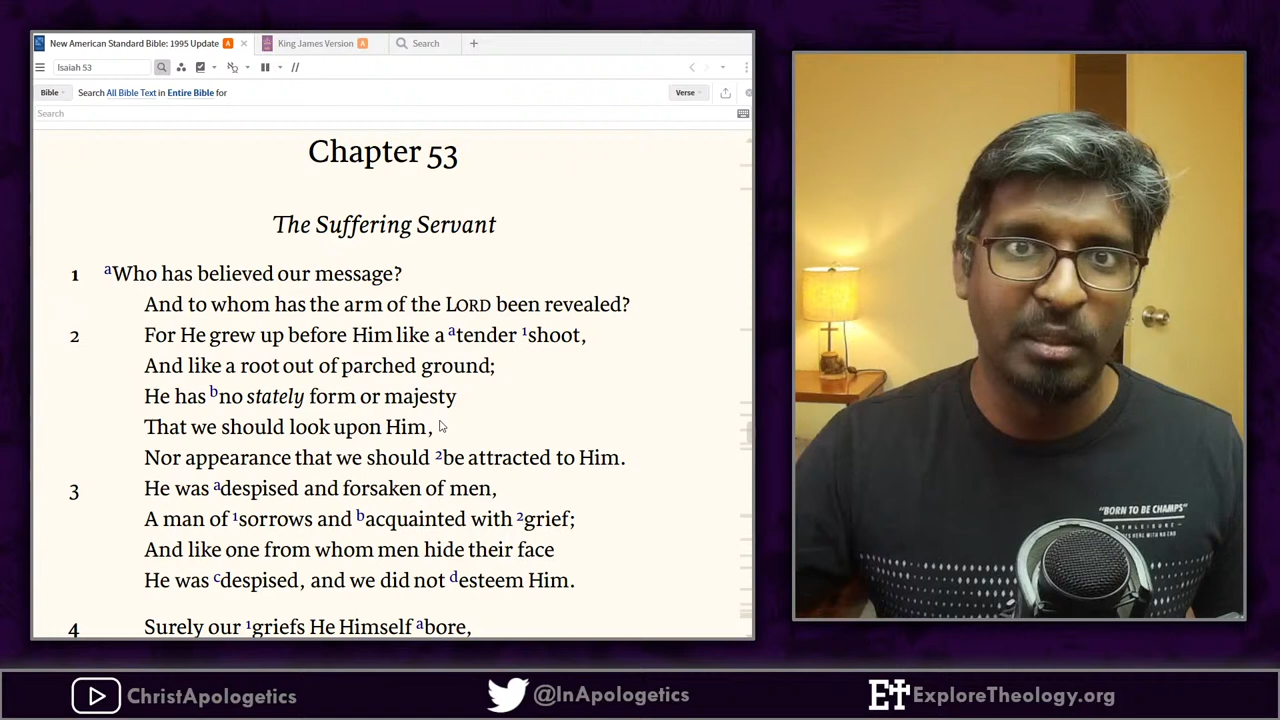 New American Standard Bible: 1995 Update A
King James Version A
Search
Isaiah 53
Bible
Search All Bible Text in Entire Bible for
Verse
Search
Chapter 53
The Suffering Servant
1 aWho has believed our message?
And to whom has the arm of the LORD been revealed?
2 For He grew up before Him like a atender 1shoot,
And like a root out of parched ground;
He has bno stately form or majesty
That we should look upon Him,
Nor appearance that we should 2be attracted to Him.
3 He was adespised and forsaken of men,
A man of 1sorrows and bacquainted with 2grief;
And like one from whom men hide their face
He was cdespised, and we did not desteem Him.
4 Surely our 1griefs He Himself abore,
"BORN TO BE CHAMPS"
ChristApologetics
@InApologetics
ET ExploreTheology.org